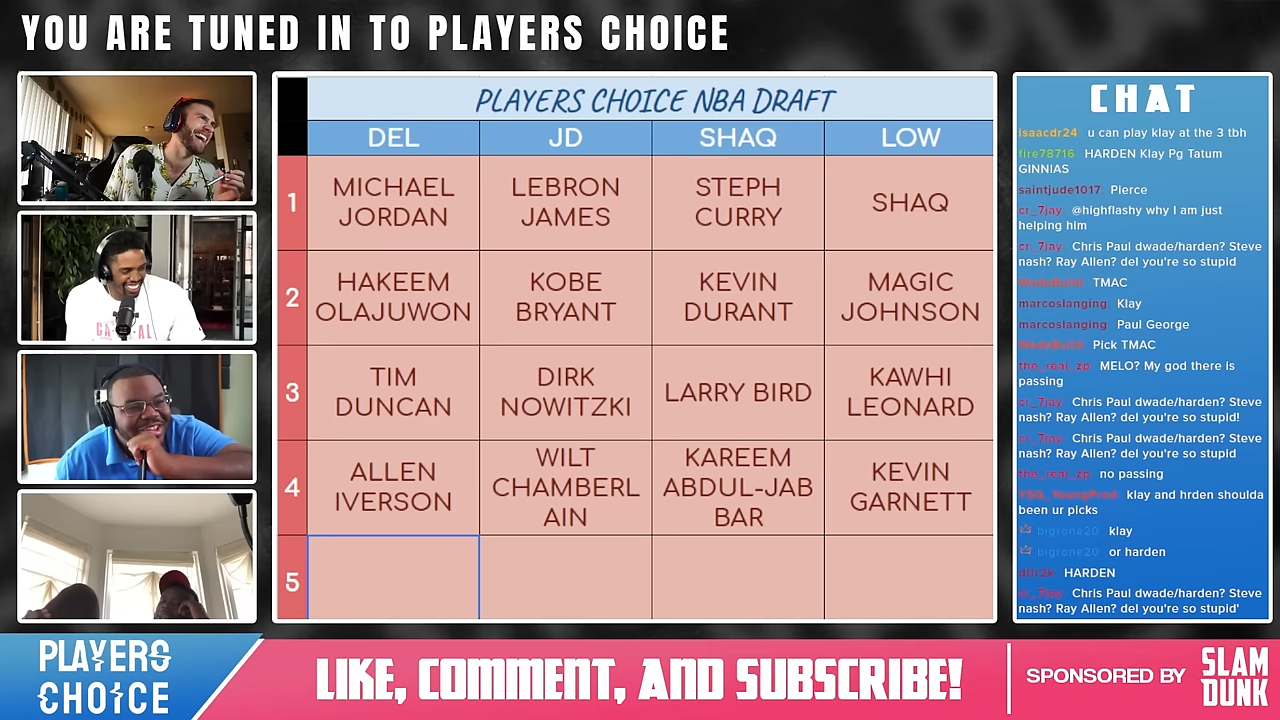 YOU ARE TUNED IN TO PLAYERS CHOICE
PLAYERS CHOICE NBA DRAFT
DEL JD SHAQ LOW
1
MICHAEL
JORDAN
LEBRON
JAMES
STEPH
CURRY
SHAQ
2
HAKEEM
OLAJUWON
KOBE
BRYANT
KEVIN
DURANT
MAGIC
JOHNSON
3
TIM
DUNCAN
DIRK
NOWITZKI
LARRY BIRD
KAWHI
LEONARD
4
ALLEN
IVERSON
WILT
CHAMBERL
AIN
KAREEM
ABDUL-JAB
BAR
KEVIN
GARNETT
5
CHAT
isaacdr24 u can play klay at the 3 tbh
fire78716 HARDEN Klay Pg Tatum
GINNIAS
saintjude1017 Pierce
cr_7jay @highflashy why I am just
helping him
cr_7jay Chris Paul dwade/harden? Steve
nash? Ray Allen? del you're so stupid
WadeBuild TMAC
marcoslanging Klay
marcoslanging Paul George
WadeBuild Pick TMAC
the_real_zp MELO? My god there is
passing
cr_7jay Chris Paul dwade/harden? Steve
nash? Ray Allen? del you're so stupid!
cr_7jay Chris Paul dwade/harden? Steve
nash? Ray Allen? del you're so stupid
the_real_zp no passing
YBG_YoungProd klay and hrden shoulda
been ur picks
bigrone20 klay
bigrone20 or harden
HARDEN
cr_7jay Chris Paul dwade/harden? Steve
nash? Ray Allen? del you're so stupid'
PLAYERS
CHOICE
LIKE, COMMENT, AND SUBSCRIBE!
SPONSORED BY
SLAM
DUNK